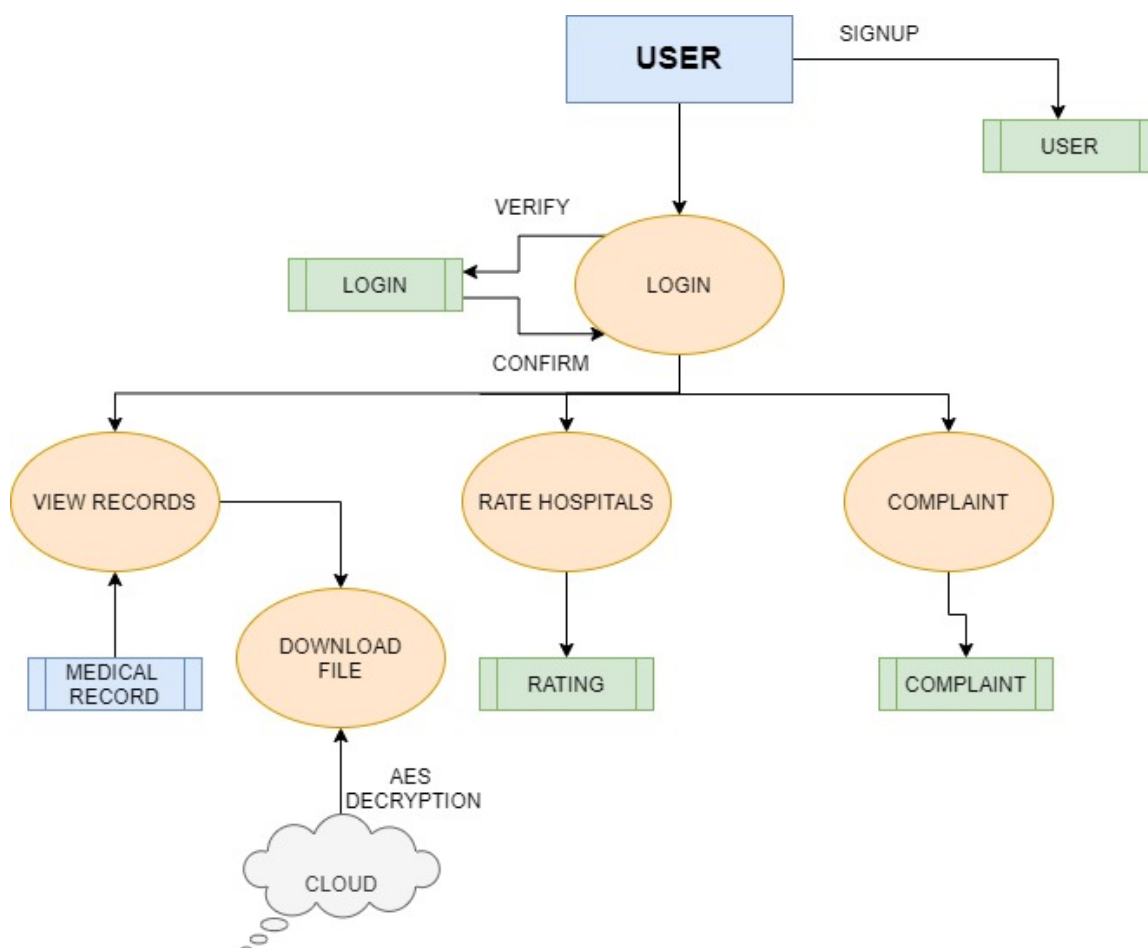 SIGNUP
USER
USER
VERIFY
LOGIN
LOGIN
CONFIRM
VIEW RECORDS
RATE HOSPITALS
COMPLAINT
DOWNLOAD
FILE
MEDICAL
RECORD
RATING
COMPLAINT
AES
DECRYPTION
CLOUD